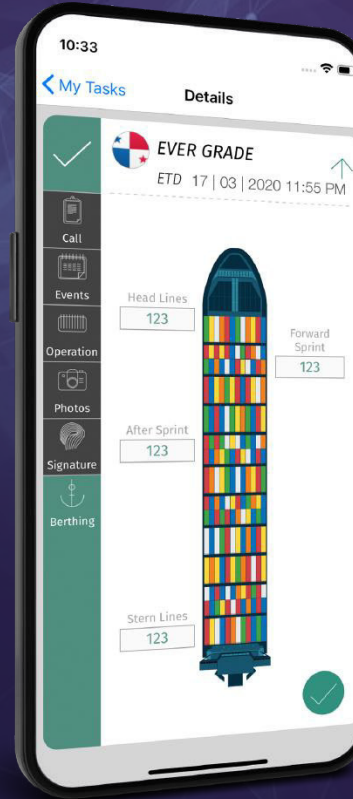 10:33
My Tasks
Details
EVER GRADE
ETD 17 | 03 | 2020 11:55 PM
Call
Events
Operation
Photos
Signature
Berthing
Head Lines
123
Forward
Sprint
123
After Sprint
123
Stern Lines
123